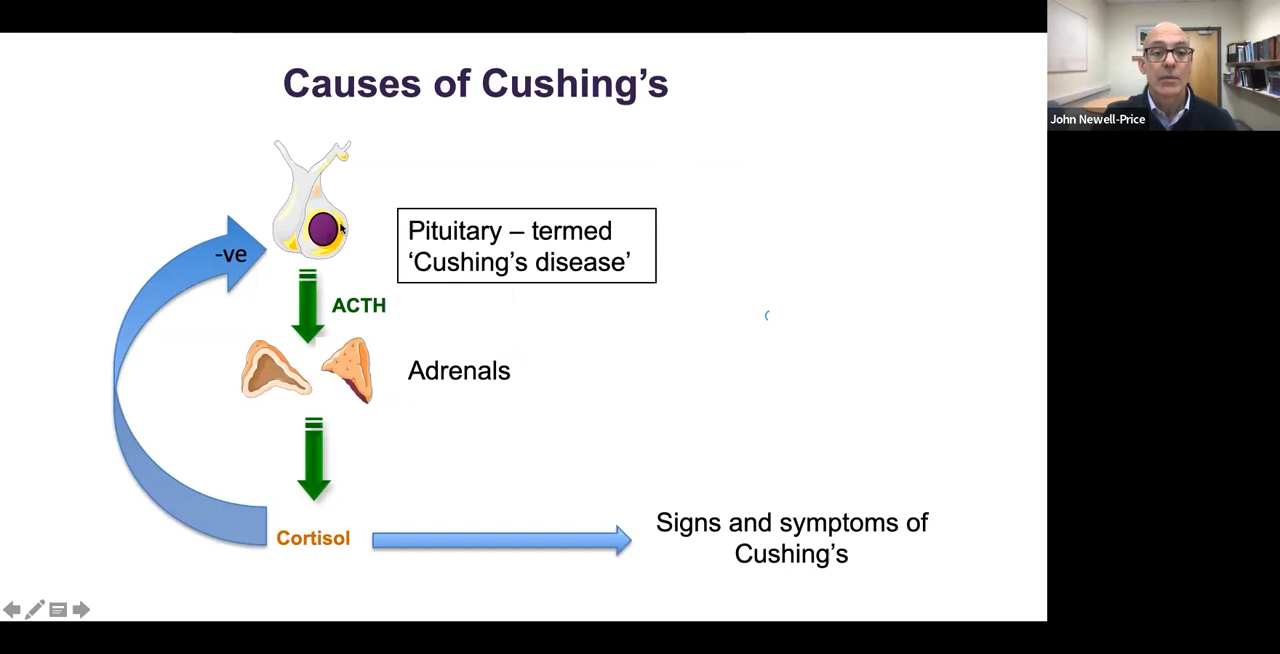 Causes of Cushing’s
John Newell-Price
Pituitary – termed
‘Cushing’s disease’
-ve
ACTH
Adrenals
Cortisol
Signs and symptoms of
Cushing’s